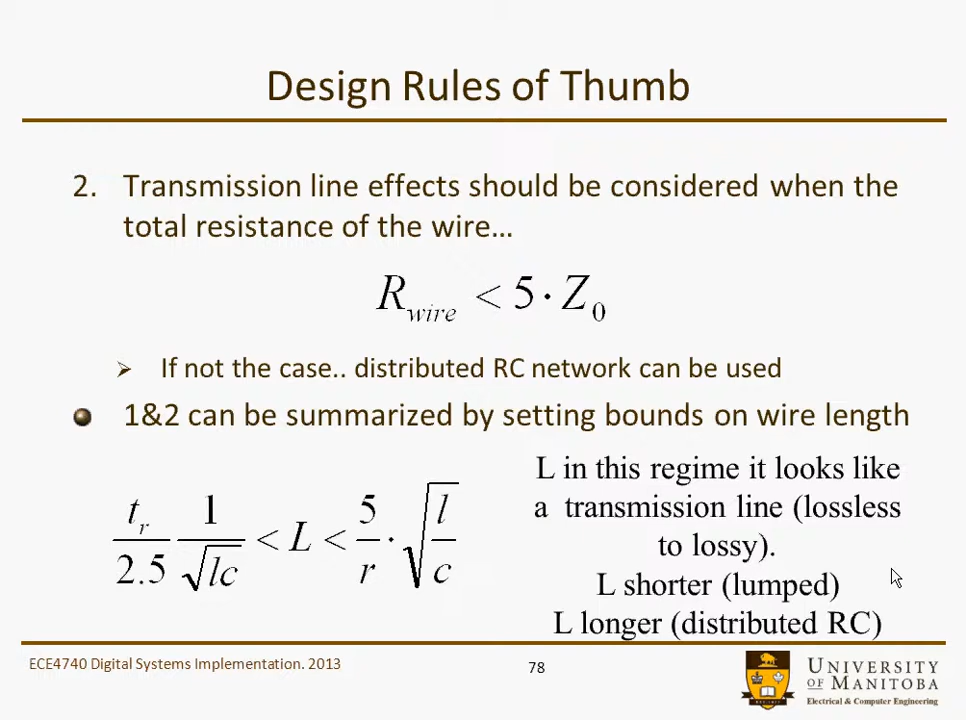 Design Rules of Thumb
2. Transmission line effects should be considered when the
total resistance of the wire…
R_wire < 5 · Z_0
➢ If not the case.. distributed RC network can be used
1&2 can be summarized by setting bounds on wire length
t_r/2.5 1/√lc < L < 5/r · √(l/c)
L in this regime it looks like
a transmission line (lossless
to lossy).
L shorter (lumped)
L longer (distributed RC)
ECE4740 Digital Systems Implementation. 2013
78
UNIVERSITY
OF MANITOBA
Electrical & Computer Engineering